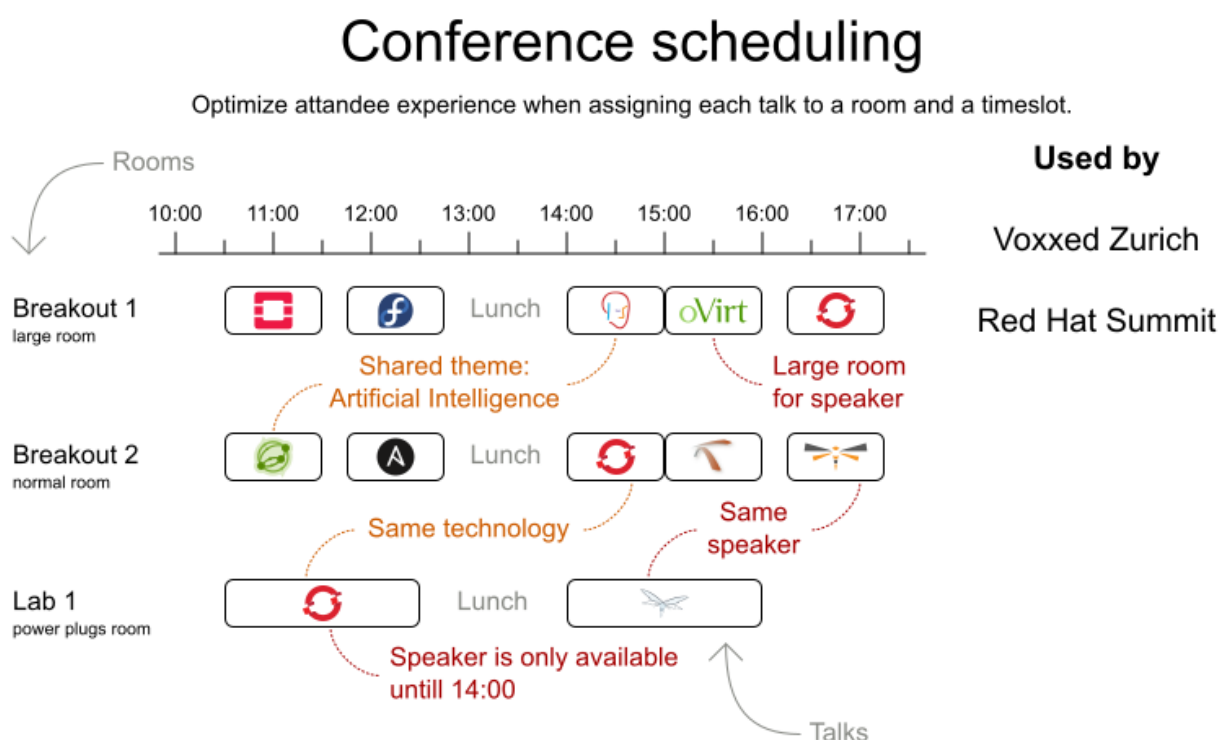 Conference scheduling
Optimize attandee experience when assigning each talk to a room and a timeslot.
Rooms
Used by
10:00 11:00 12:00 13:00 14:00 15:00 16:00 17:00
Voxxed Zurich
Red Hat Summit
Breakout 1
large room
Lunch
oVirt
Shared theme:
Artificial Intelligence
Large room
for speaker
Breakout 2
normal room
Lunch
Same technology
Same
speaker
Lab 1
power plugs room
Lunch
Speaker is only available
untill 14:00
Talks